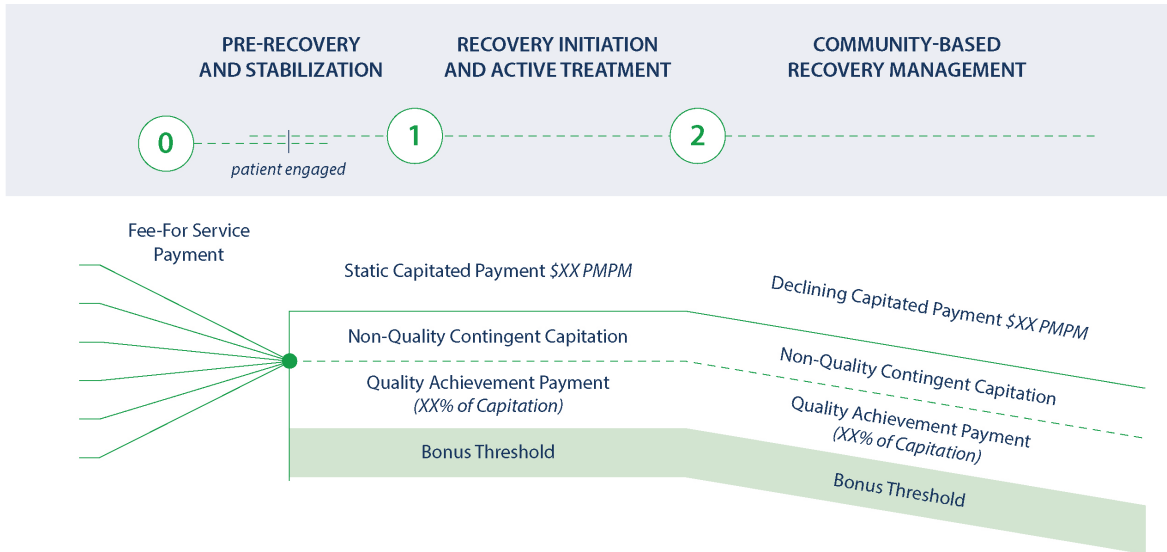 PRE-RECOVERY
AND STABILIZATION
RECOVERY INITIATION
AND ACTIVE TREATMENT
COMMUNITY-BASED
RECOVERY MANAGEMENT
0
1
2
patient engaged
Fee-For Service
Payment
Static Capitated Payment $XX PMPM
Non-Quality Contingent Capitation
Quality Achievement Payment
(XX% of Capitation)
Bonus Threshold
Declining Capitated Payment $XX PMPM
Non-Quality Contingent Capitation
Quality Achievement Payment
(XX% of Capitation)
Bonus Threshold